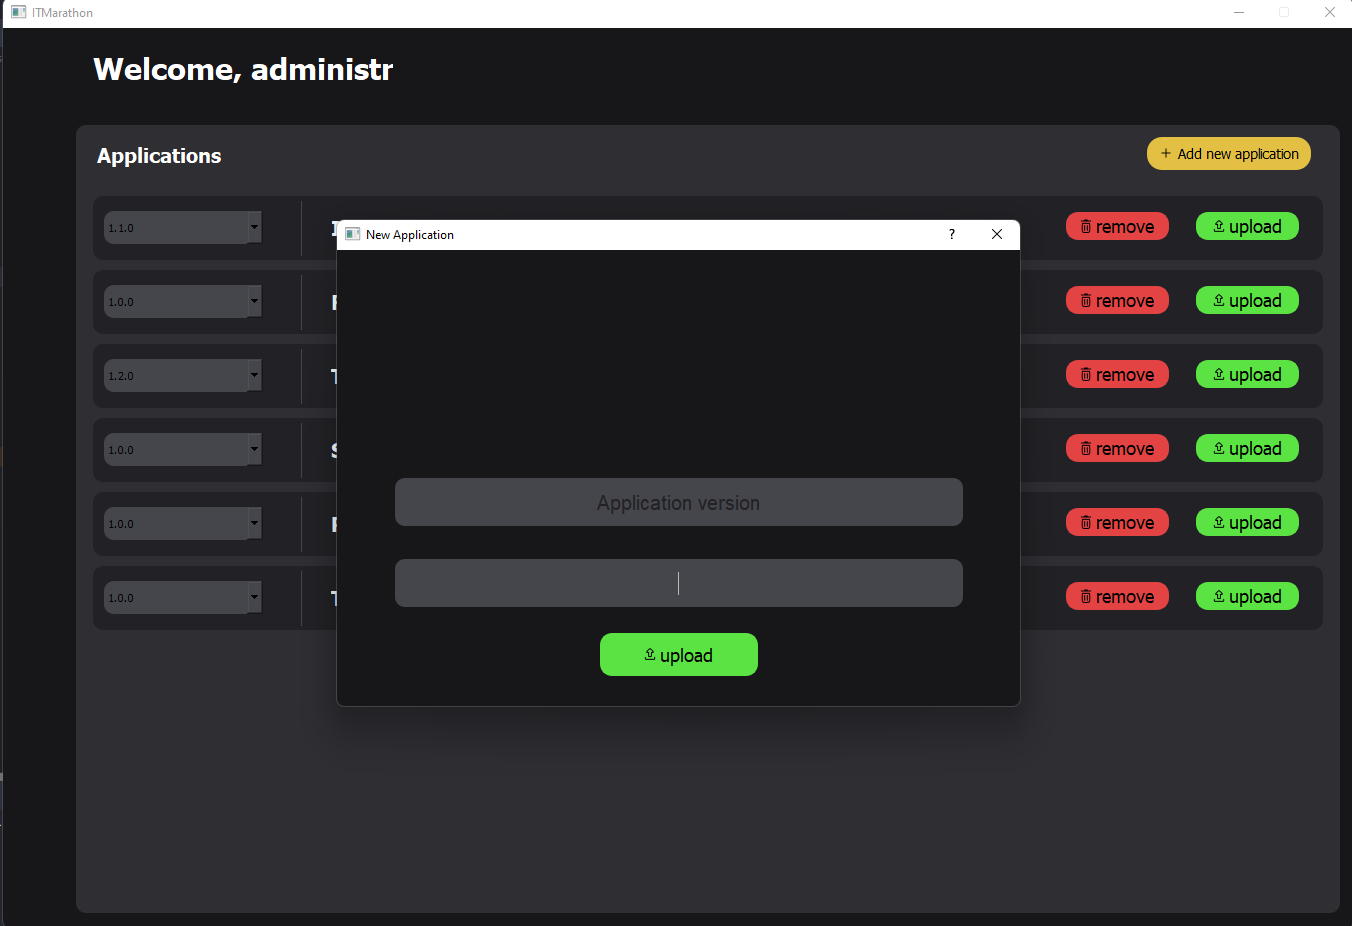 ITMarathon
Welcome, administr
Applications
+ Add new application
1.1.0
remove
upload
New Application
?
1.0.0
remove
upload
1.2.0
remove
upload
1.0.0
remove
upload
Application version
1.0.0
remove
upload
1.0.0
remove
upload
upload